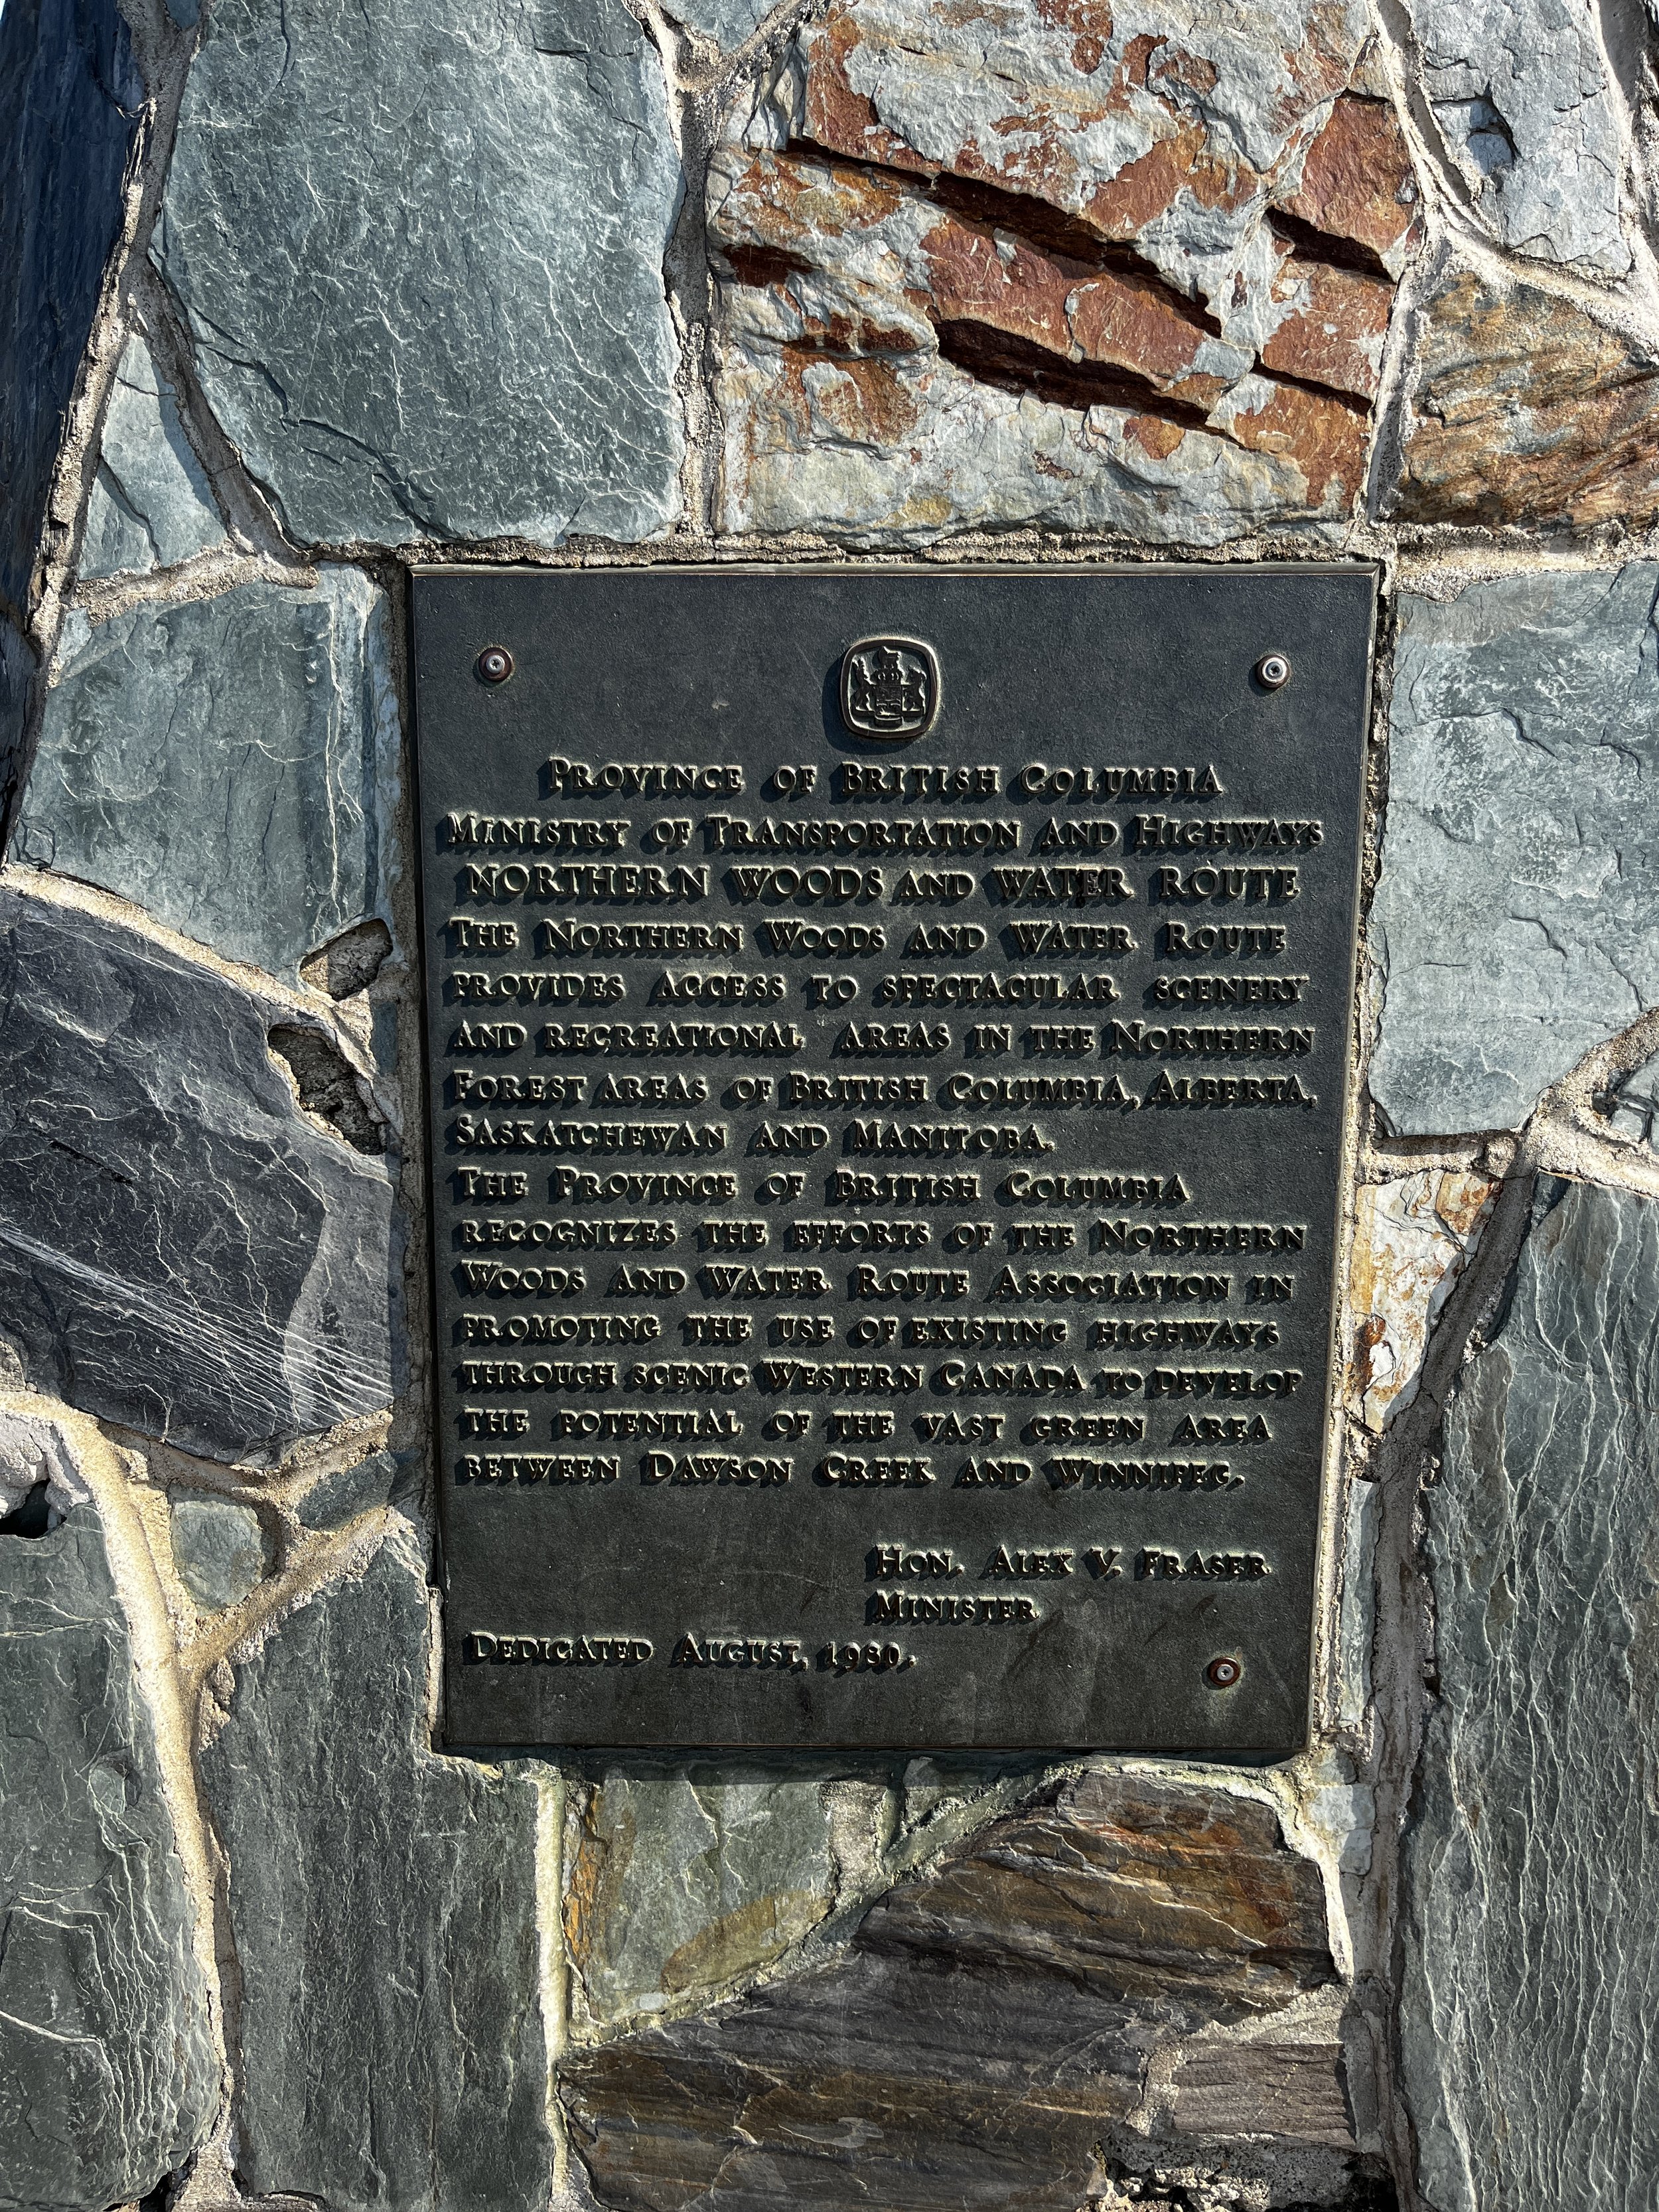 PROVINCE OF BRITISH COLUMBIA
MINISTRY OF TRANSPORTATION AND HIGHWAYS
NORTHERN WOODS AND WATER ROUTE
THE NORTHERN WOODS AND WATER ROUTE
PROVIDES ACCESS TO SPECTACULAR SCENERY
AND RECREATIONAL AREAS IN THE NORTHERN
FOREST AREAS OF BRITISH COLUMBIA, ALBERTA,
SASKATCHEWAN AND MANITOBA.
THE PROVINCE OF BRITISH COLUMBIA
RECOGNIZES THE EFFORTS OF THE NORTHERN
WOODS AND WATER ROUTE ASSOCIATION IN
PROMOTING THE USE OF EXISTING HIGHWAYS
THROUGH SCENIC WESTERN CANADA TO DEVELOP
THE POTENTIAL OF THE VAST GREEN AREA
BETWEEN DAWSON CREEK AND WINNIPEG.
HON. ALEX V. FRASER
MINISTER
DEDICATED AUGUST, 1980.